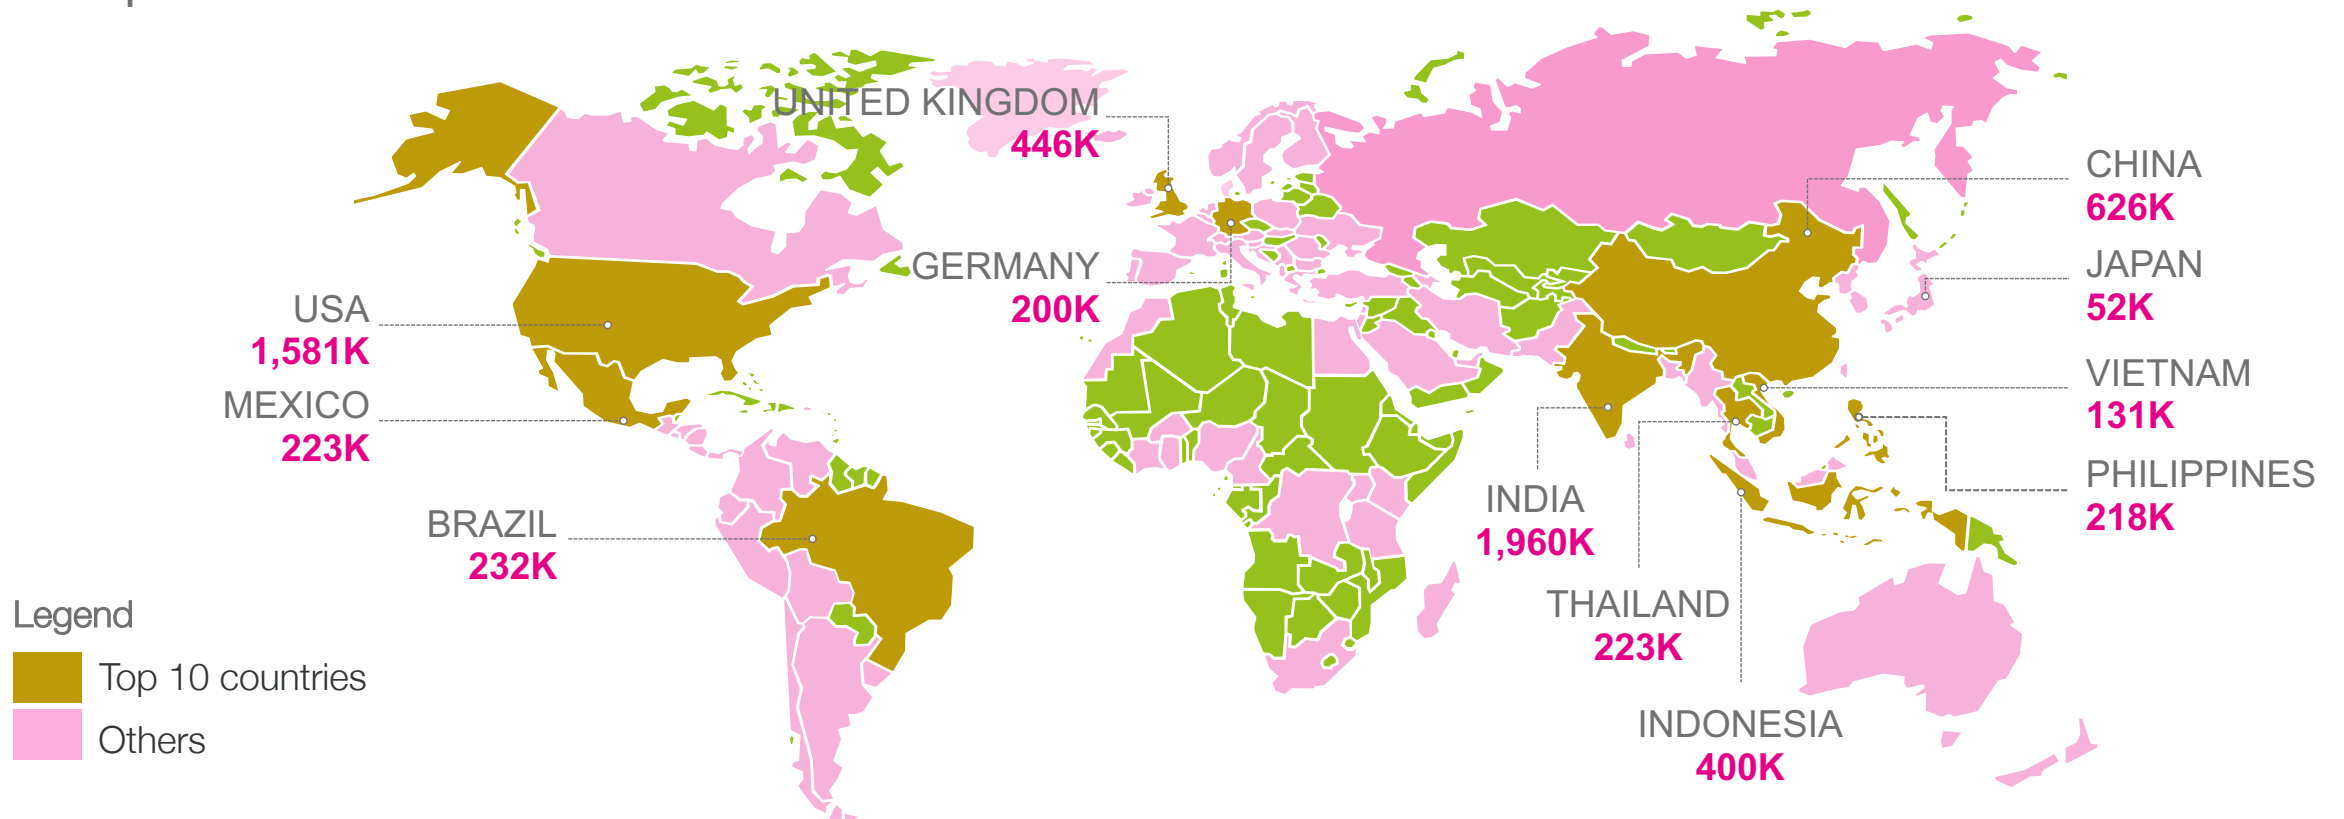 UNITED KINGDOM
446K
GERMANY
200K
USA
1,581K
MEXICO
223K
BRAZIL
232K
CHINA
626K
JAPAN
52K
VIETNAM
131K
PHILIPPINES
218K
INDIA
1,960K
THAILAND
223K
INDONESIA
400K
Legend
Top 10 countries
Others